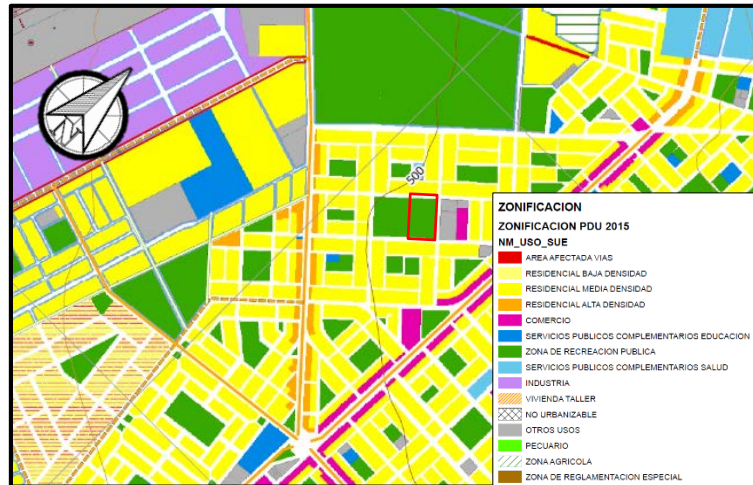 N
500
ZONIFICACION
ZONIFICACION PDU 2015
NM_USO_SUE
AREA AFECTADA VIAS
RESIDENCIAL BAJA DENSIDAD
RESIDENCIAL MEDIA DENSIDAD
RESIDENCIAL ALTA DENSIDAD
COMERCIO
SERVICIOS PUBLICOS COMPLEMENTARIOS EDUCACION
ZONA DE RECREACION PUBLICA
SERVICIOS PUBLICOS COMPLEMENTARIOS SALUD
INDUSTRIA
VIVIENDA TALLER
NO URBANIZABLE
OTROS USOS
PECUARIO
ZONA AGRICOLA
ZONA DE REGLAMENTACION ESPECIAL